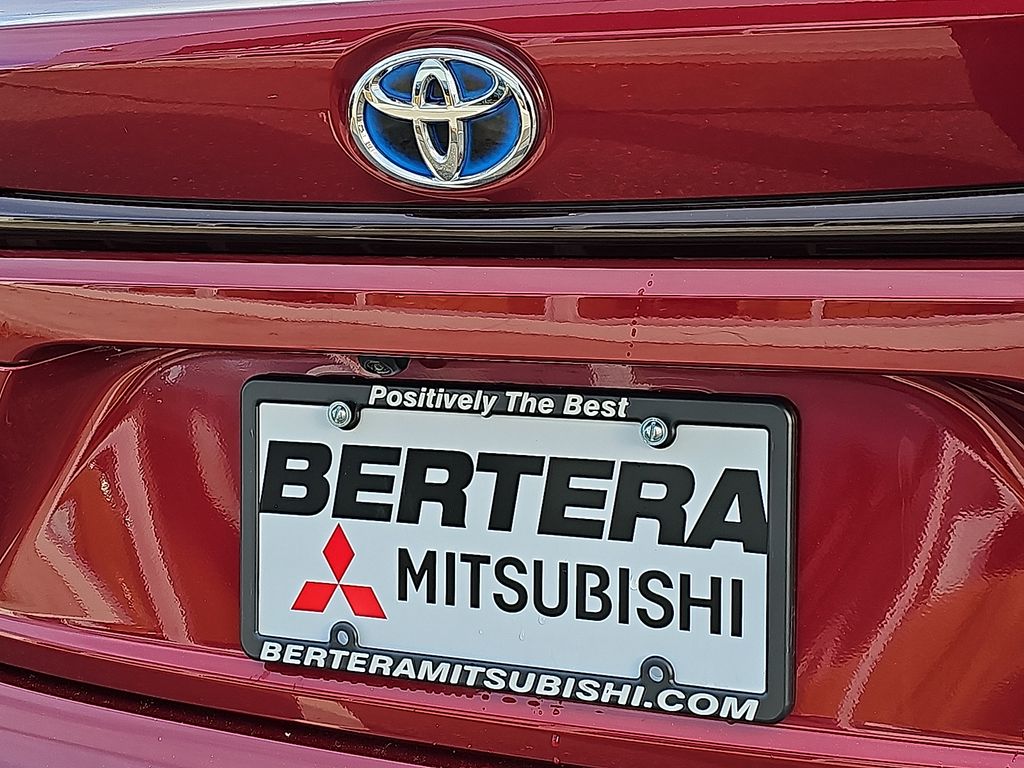 Positively The Best
BERTERA
MITSUBISHI
BERTERAMITSUBISHI.COM